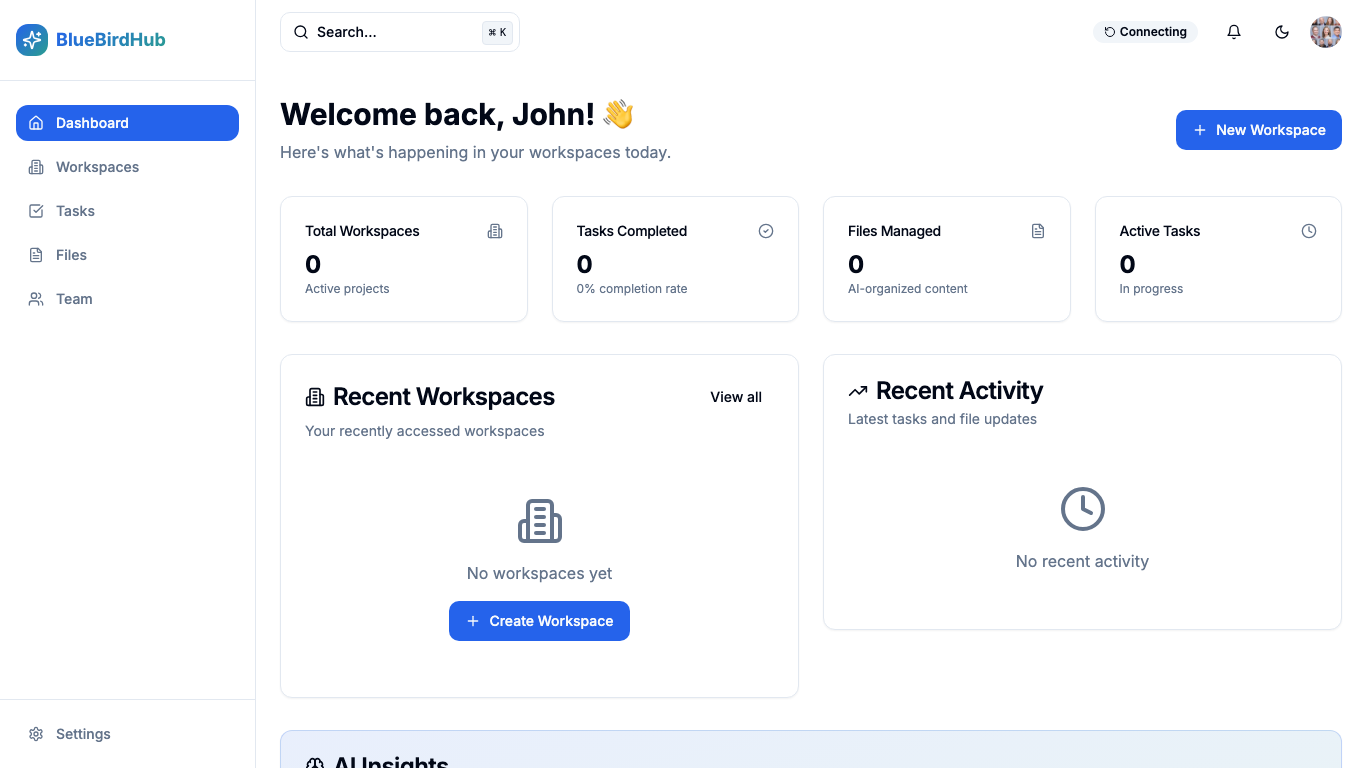 BlueBirdHub
Search...
⌘ K
Connecting
Dashboard
Workspaces
Tasks
Files
Team
Settings
Welcome back, John! 👋
Here's what's happening in your workspaces today.
New Workspace
Total Workspaces
0
Active projects
Tasks Completed
0
0% completion rate
Files Managed
0
AI-organized content
Active Tasks
0
In progress
Recent Workspaces
View all
Your recently accessed workspaces
No workspaces yet
Create Workspace
Recent Activity
Latest tasks and file updates
No recent activity
AI Insights